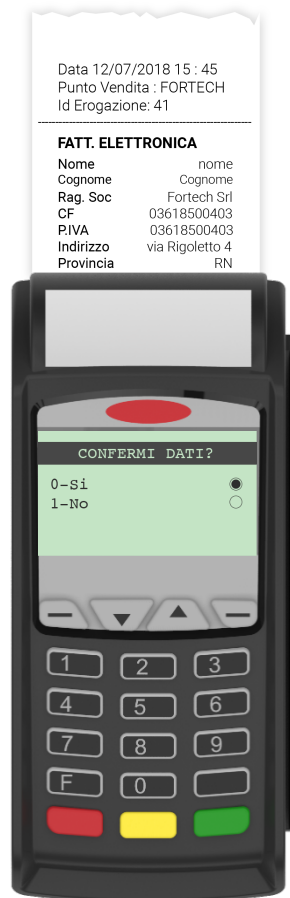 Data 12/07/2018 15 : 45
Punto Vendita : FORTECH
Id Erogazione: 41
FATT. ELETTRONICA
Nome nome
Cognome Cognome
Rag. Soc Fortech Srl
CF 03618500403
P.IVA 03618500403
Indirizzo via Rigoletto 4
Provincia RN
CONFERMI DATI?
0-Si
1-No
1 2 3
4 5 6
7 8 9
F 0